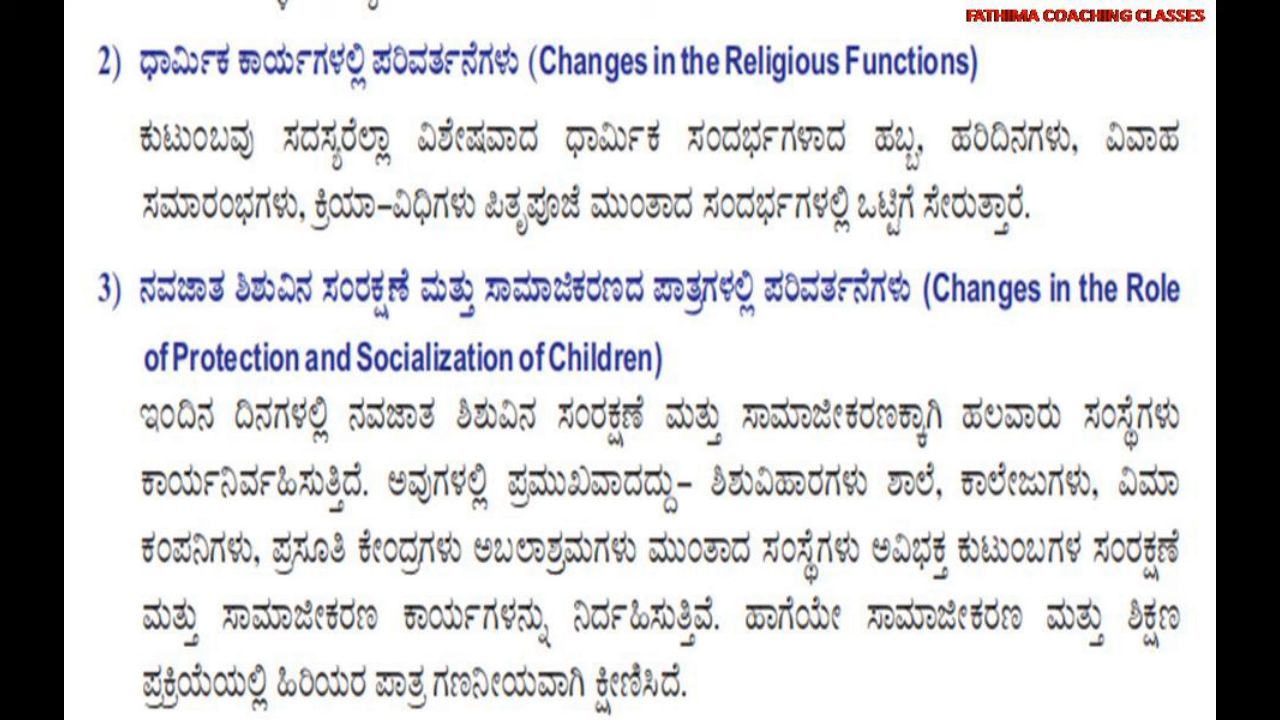 FATHIMA COACHING CLASSES
2) ಧಾರ್ಮಿಕ ಕಾರ್ಯಗಳಲ್ಲಿ ಪರಿವರ್ತನೆಗಳು (Changes in the Religious Functions)
ಕುಟುಂಬವು ಸದಸ್ಯರೆಲ್ಲಾ ವಿಶೇಷವಾದ ಧಾರ್ಮಿಕ ಸಂದರ್ಭಗಳಾದ ಹಬ್ಬ, ಹರಿದಿನಗಳು, ವಿವಾಹ
ಸಮಾರಂಭಗಳು, ಕ್ರಿಯಾ-ವಿಧಿಗಳು ಪಿತೃಪೂಜೆ ಮುಂತಾದ ಸಂದರ್ಭಗಳಲ್ಲಿ ಒಟ್ಟಿಗೆ ಸೇರುತ್ತಾರೆ.
3) ನವಜಾತ ಶಿಶುವಿನ ಸಂರಕ್ಷಣೆ ಮತ್ತು ಸಾಮಾಜಿಕರಣದ ಪಾತ್ರಗಳಲ್ಲಿ ಪರಿವರ್ತನೆಗಳು (Changes in the Role
of Protection and Socialization of Children)
ಇಂದಿನ ದಿನಗಳಲ್ಲಿ ನವಜಾತ ಶಿಶುವಿನ ಸಂರಕ್ಷಣೆ ಮತ್ತು ಸಾಮಾಜೀಕರಣಕ್ಕಾಗಿ ಹಲವಾರು ಸಂಸ್ಥೆಗಳು
ಕಾರ್ಯನಿರ್ವಹಿಸುತ್ತಿದೆ. ಅವುಗಳಲ್ಲಿ ಪ್ರಮುಖವಾದದ್ದು- ಶಿಶುವಿಹಾರಗಳು ಶಾಲೆ, ಕಾಲೇಜುಗಳು, ವಿಮಾ
ಕಂಪನಿಗಳು, ಪ್ರಸೂತಿ ಕೇಂದ್ರಗಳು ಅಬಲಾಶ್ರಮಗಳು ಮುಂತಾದ ಸಂಸ್ಥೆಗಳು ಅವಿಭಕ್ತ ಕುಟುಂಬಗಳ ಸಂರಕ್ಷಣೆ
ಮತ್ತು ಸಾಮಾಜೀಕರಣ ಕಾರ್ಯಗಳನ್ನು ನಿರ್ದಹಿಸುತ್ತಿವೆ. ಹಾಗೆಯೇ ಸಾಮಾಜೀಕರಣ ಮತ್ತು ಶಿಕ್ಷಣ
ಪ್ರಕ್ರಿಯೆಯಲ್ಲಿ ಹಿರಿಯರ ಪಾತ್ರ ಗಣನೀಯವಾಗಿ ಕ್ಷೀಣಿಸಿದೆ.